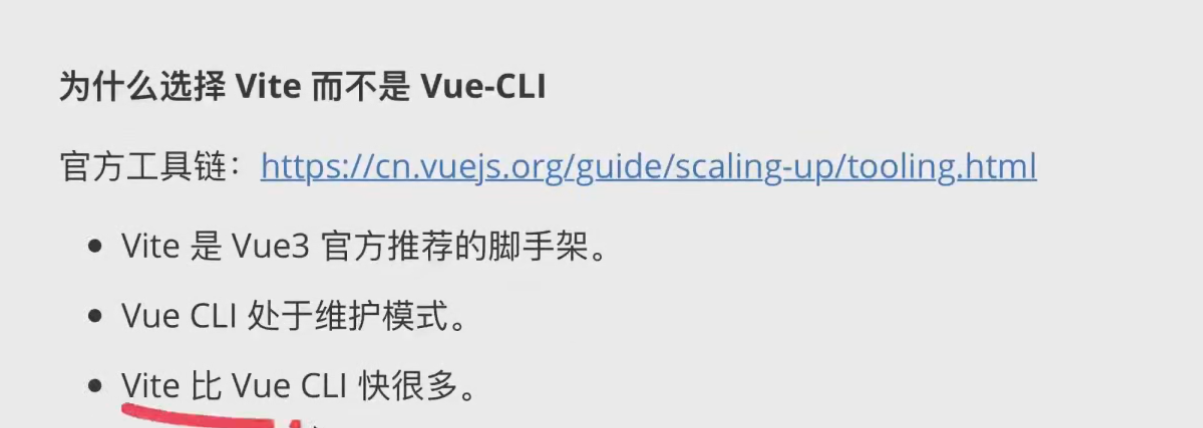 为什么选择 Vite 而不是 Vue-CLI
官方工具链：https://cn.vuejs.org/guide/scaling-up/tooling.html
• Vite 是 Vue3 官方推荐的脚手架。
• Vue CLI 处于维护模式。
• Vite 比 Vue CLI 快很多。